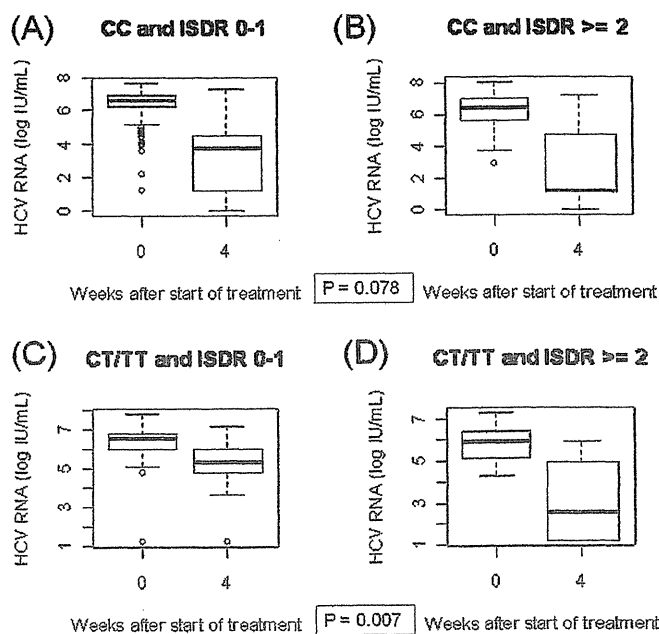 (A) CC and ISDR 0-1
HCV RNA (log IU/mL)
8
6
4
2
0
0 4
Weeks after start of treatment
(B) CC and ISDR >= 2
HCV RNA (log IU/mL)
8
6
4
2
0
0 4
Weeks after start of treatment
P = 0.078
(C) CT/TT and ISDR 0-1
HCV RNA (log IU/mL)
7
5
3
1
0 4
Weeks after start of treatment
(D) CT/TT and ISDR >= 2
HCV RNA (log IU/mL)
7
5
3
1
0 4
Weeks after start of treatment
P = 0.007